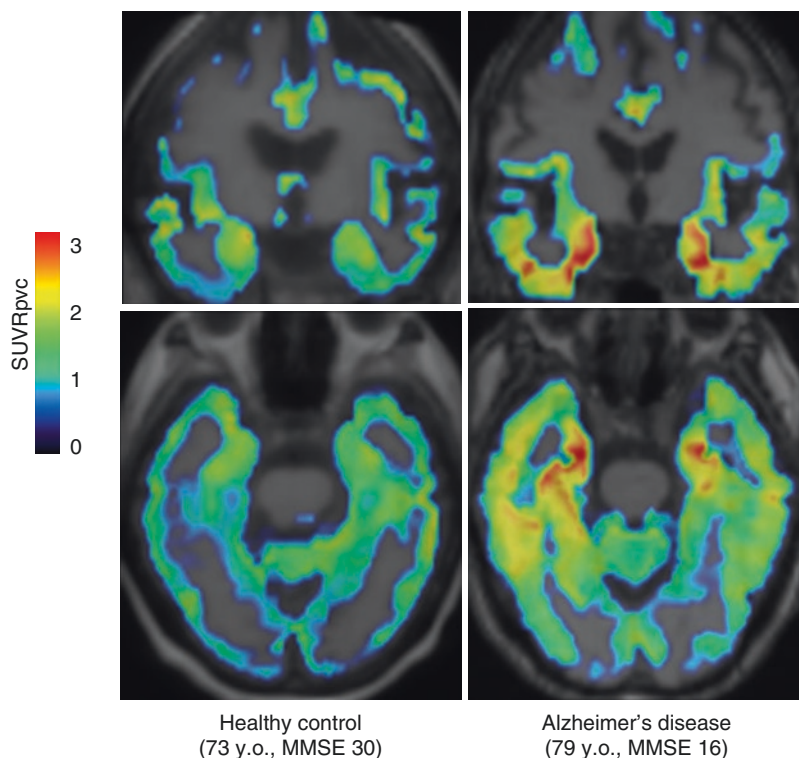 SUVRpvc
3
2
1
0
Healthy control
(73 y.o., MMSE 30)
Alzheimer's disease
(79 y.o., MMSE 16)